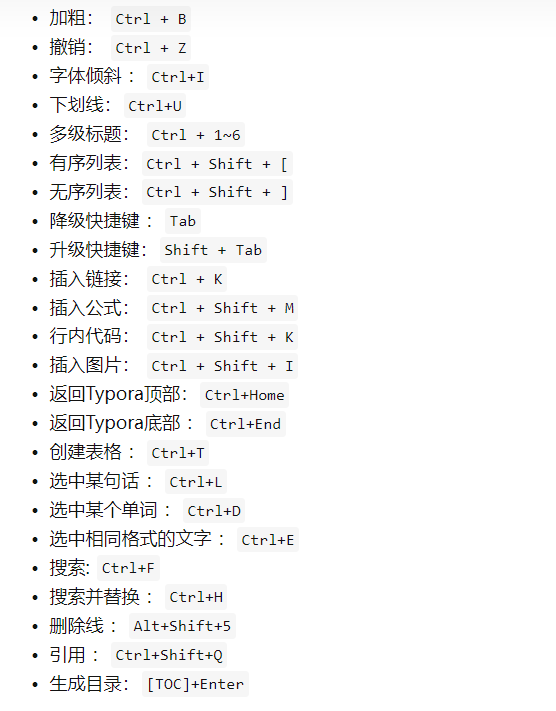 • 加粗： Ctrl + B
• 撤销： Ctrl + Z
• 字体倾斜 ： Ctrl+I
• 下划线： Ctrl+U
• 多级标题： Ctrl + 1~6
• 有序列表： Ctrl + Shift + [
• 无序列表： Ctrl + Shift + ]
• 降级快捷键 ： Tab
• 升级快捷键： Shift + Tab
• 插入链接： Ctrl + K
• 插入公式： Ctrl + Shift + M
• 行内代码： Ctrl + Shift + K
• 插入图片： Ctrl + Shift + I
• 返回Typora顶部： Ctrl+Home
• 返回Typora底部 ： Ctrl+End
• 创建表格 ： Ctrl+T
• 选中某句话 ： Ctrl+L
• 选中某个单词 ： Ctrl+D
• 选中相同格式的文字 ： Ctrl+E
• 搜索: Ctrl+F
• 搜索并替换 ： Ctrl+H
• 删除线 ： Alt+Shift+5
• 引用 ： Ctrl+Shift+Q
• 生成目录： [TOC]+Enter